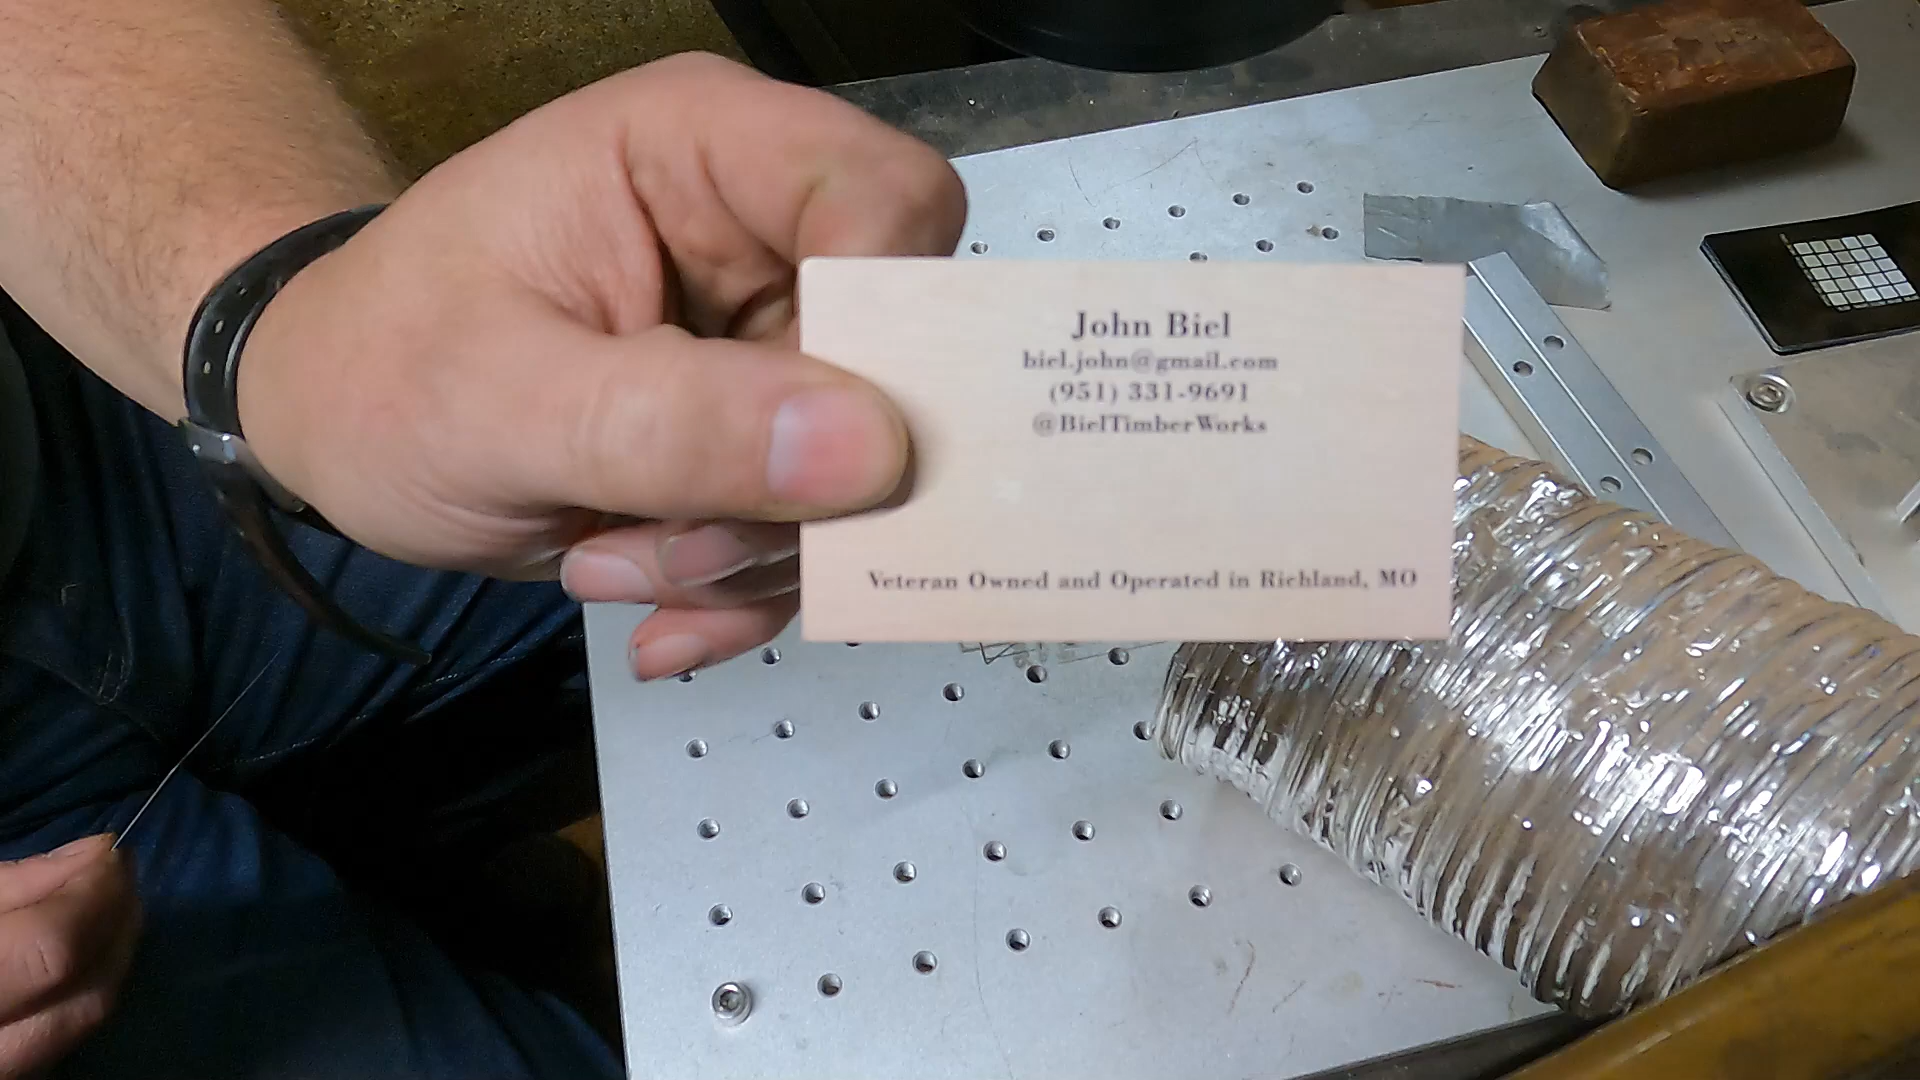 John Biel
biel.john@gmail.com
(951) 331-9691
@BielTimberWorks
Veteran Owned and Operated in Richland, MO